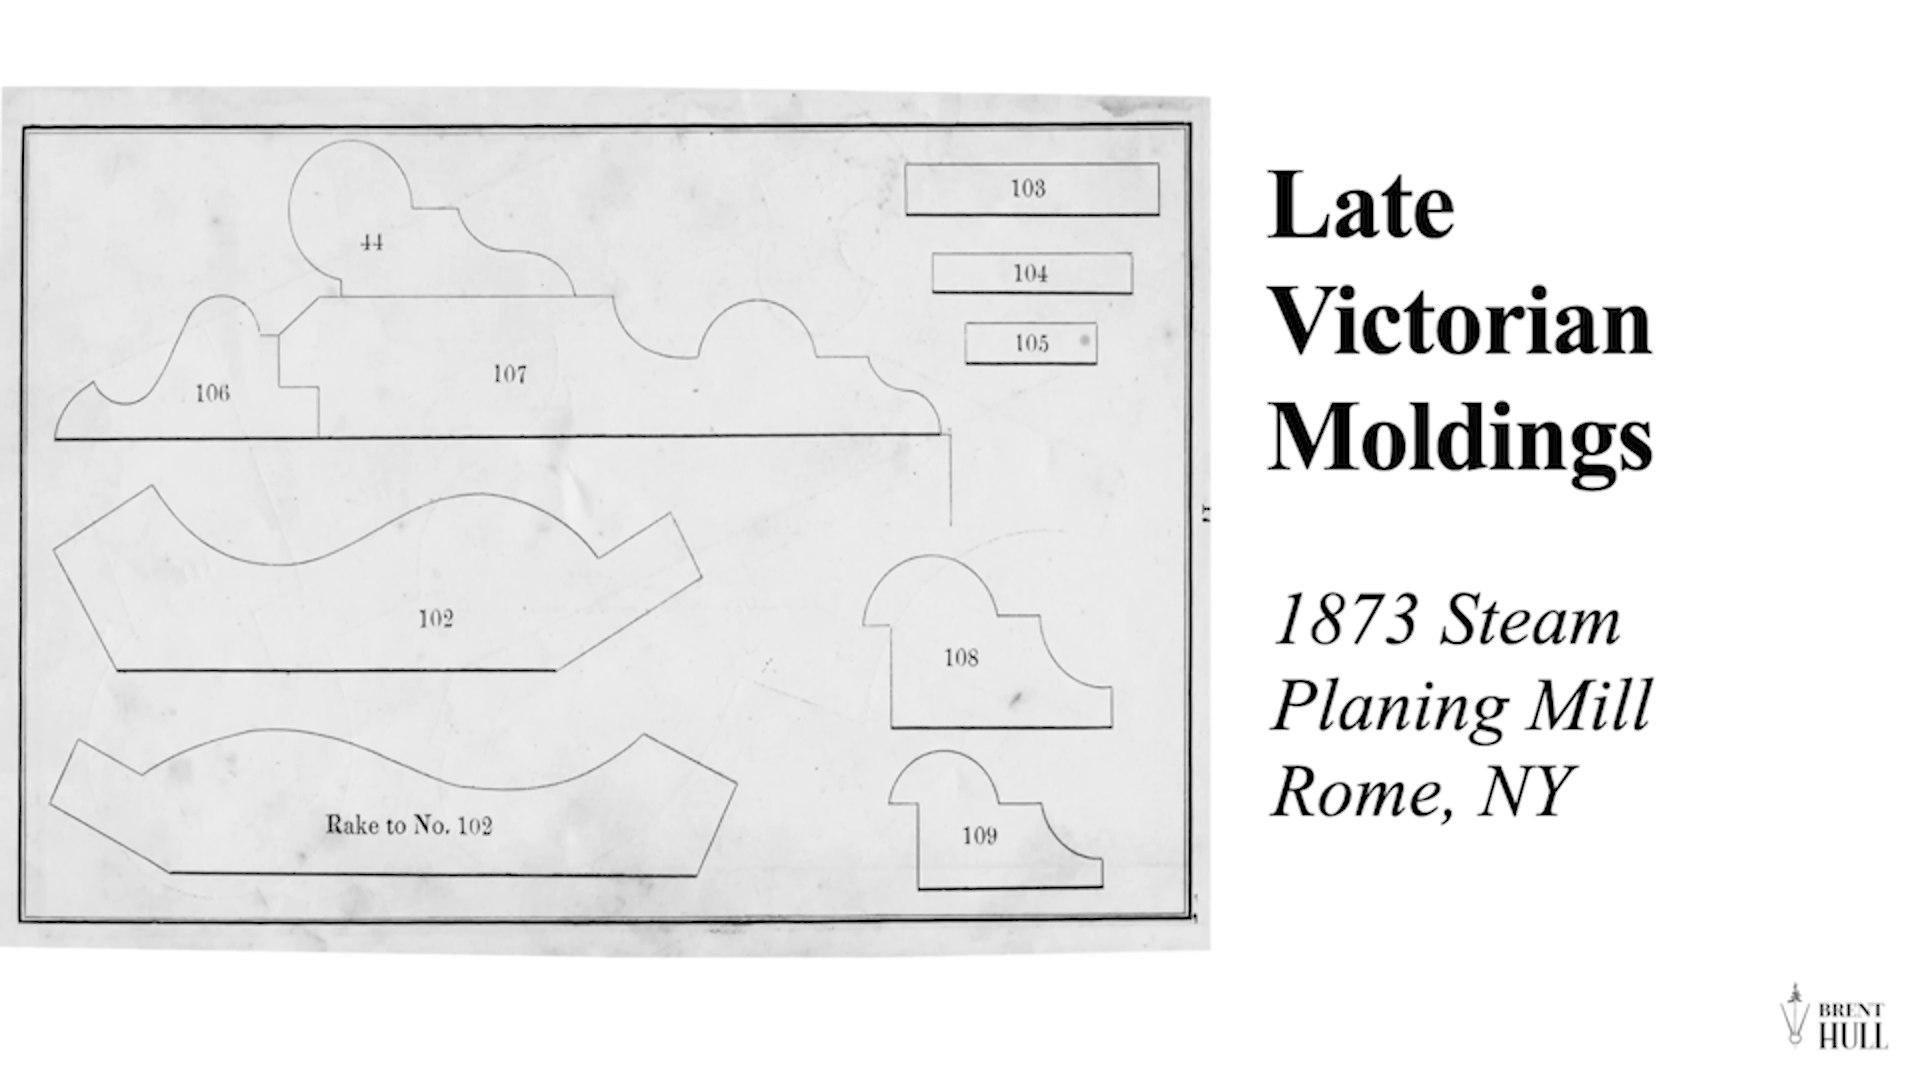 44
103
104
105
106
107
102
108
109
Rake to No. 102
Late
Victorian
Moldings
1873 Steam
Planing Mill
Rome, NY
BRENT
HULL